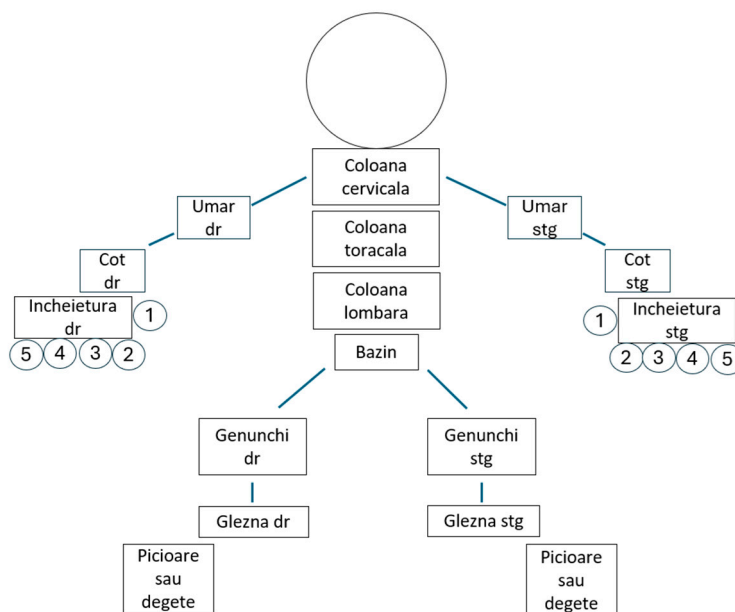 Coloana
cervicala
Umar
dr
Umar
stg
Coloana
toracala
Cot
dr
Cot
stg
Coloana
lombara
Incheietura
dr
1
5 4 3 2
1
Incheietura
stg
2 3 4 5
Bazin
Genunchi
dr
Genunchi
stg
Glezna dr
Glezna stg
Picioare
sau
degete
Picioare
sau
degete